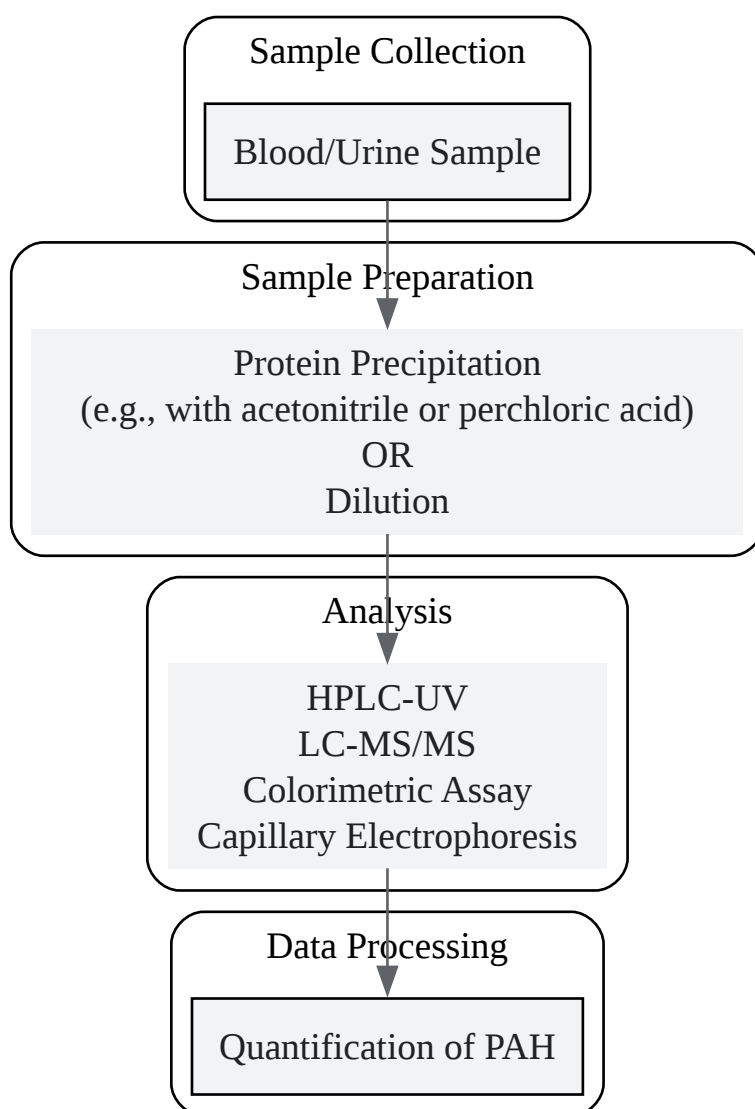 Sample Collection
Blood/Urine Sample
Sample Preparation
Protein Precipitation
(e.g., with acetonitrile or perchloric acid)
OR
Dilution
Analysis
HPLC-UV
LC-MS/MS
Colorimetric Assay
Capillary Electrophoresis
Data Processing
Quantification of PAH